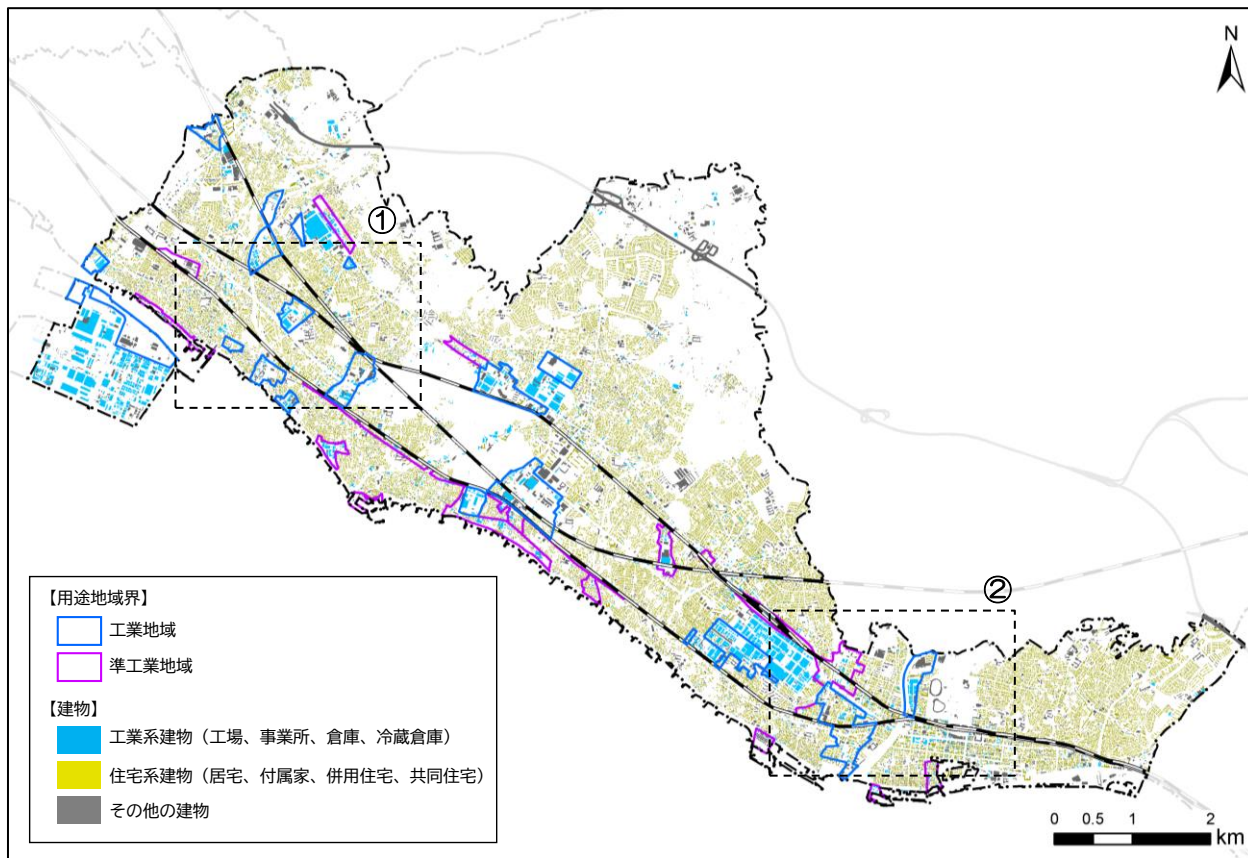 N
①
②
【用途地域界】
工業地域
準工業地域
【建物】
工業系建物（工場、事業所、倉庫、冷蔵倉庫）
住宅系建物（居宅、付属家、併用住宅、共同住宅）
その他の建物
0 0.5 1 2
km